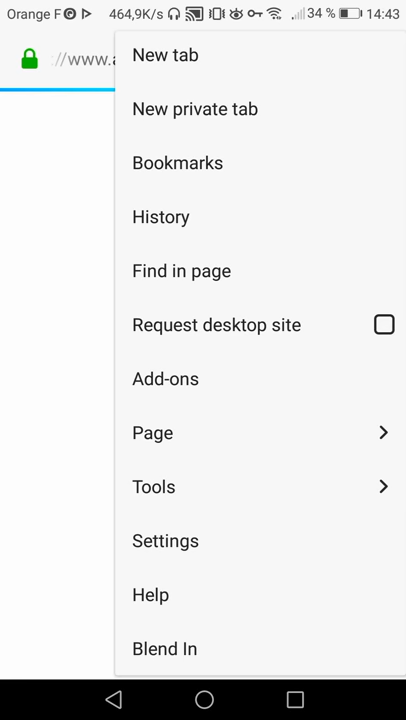 Orange F 464,9K/s 34 % 14:43
://www.
New tab
New private tab
Bookmarks
History
Find in page
Request desktop site
Add-ons
Page
Tools
Settings
Help
Blend In